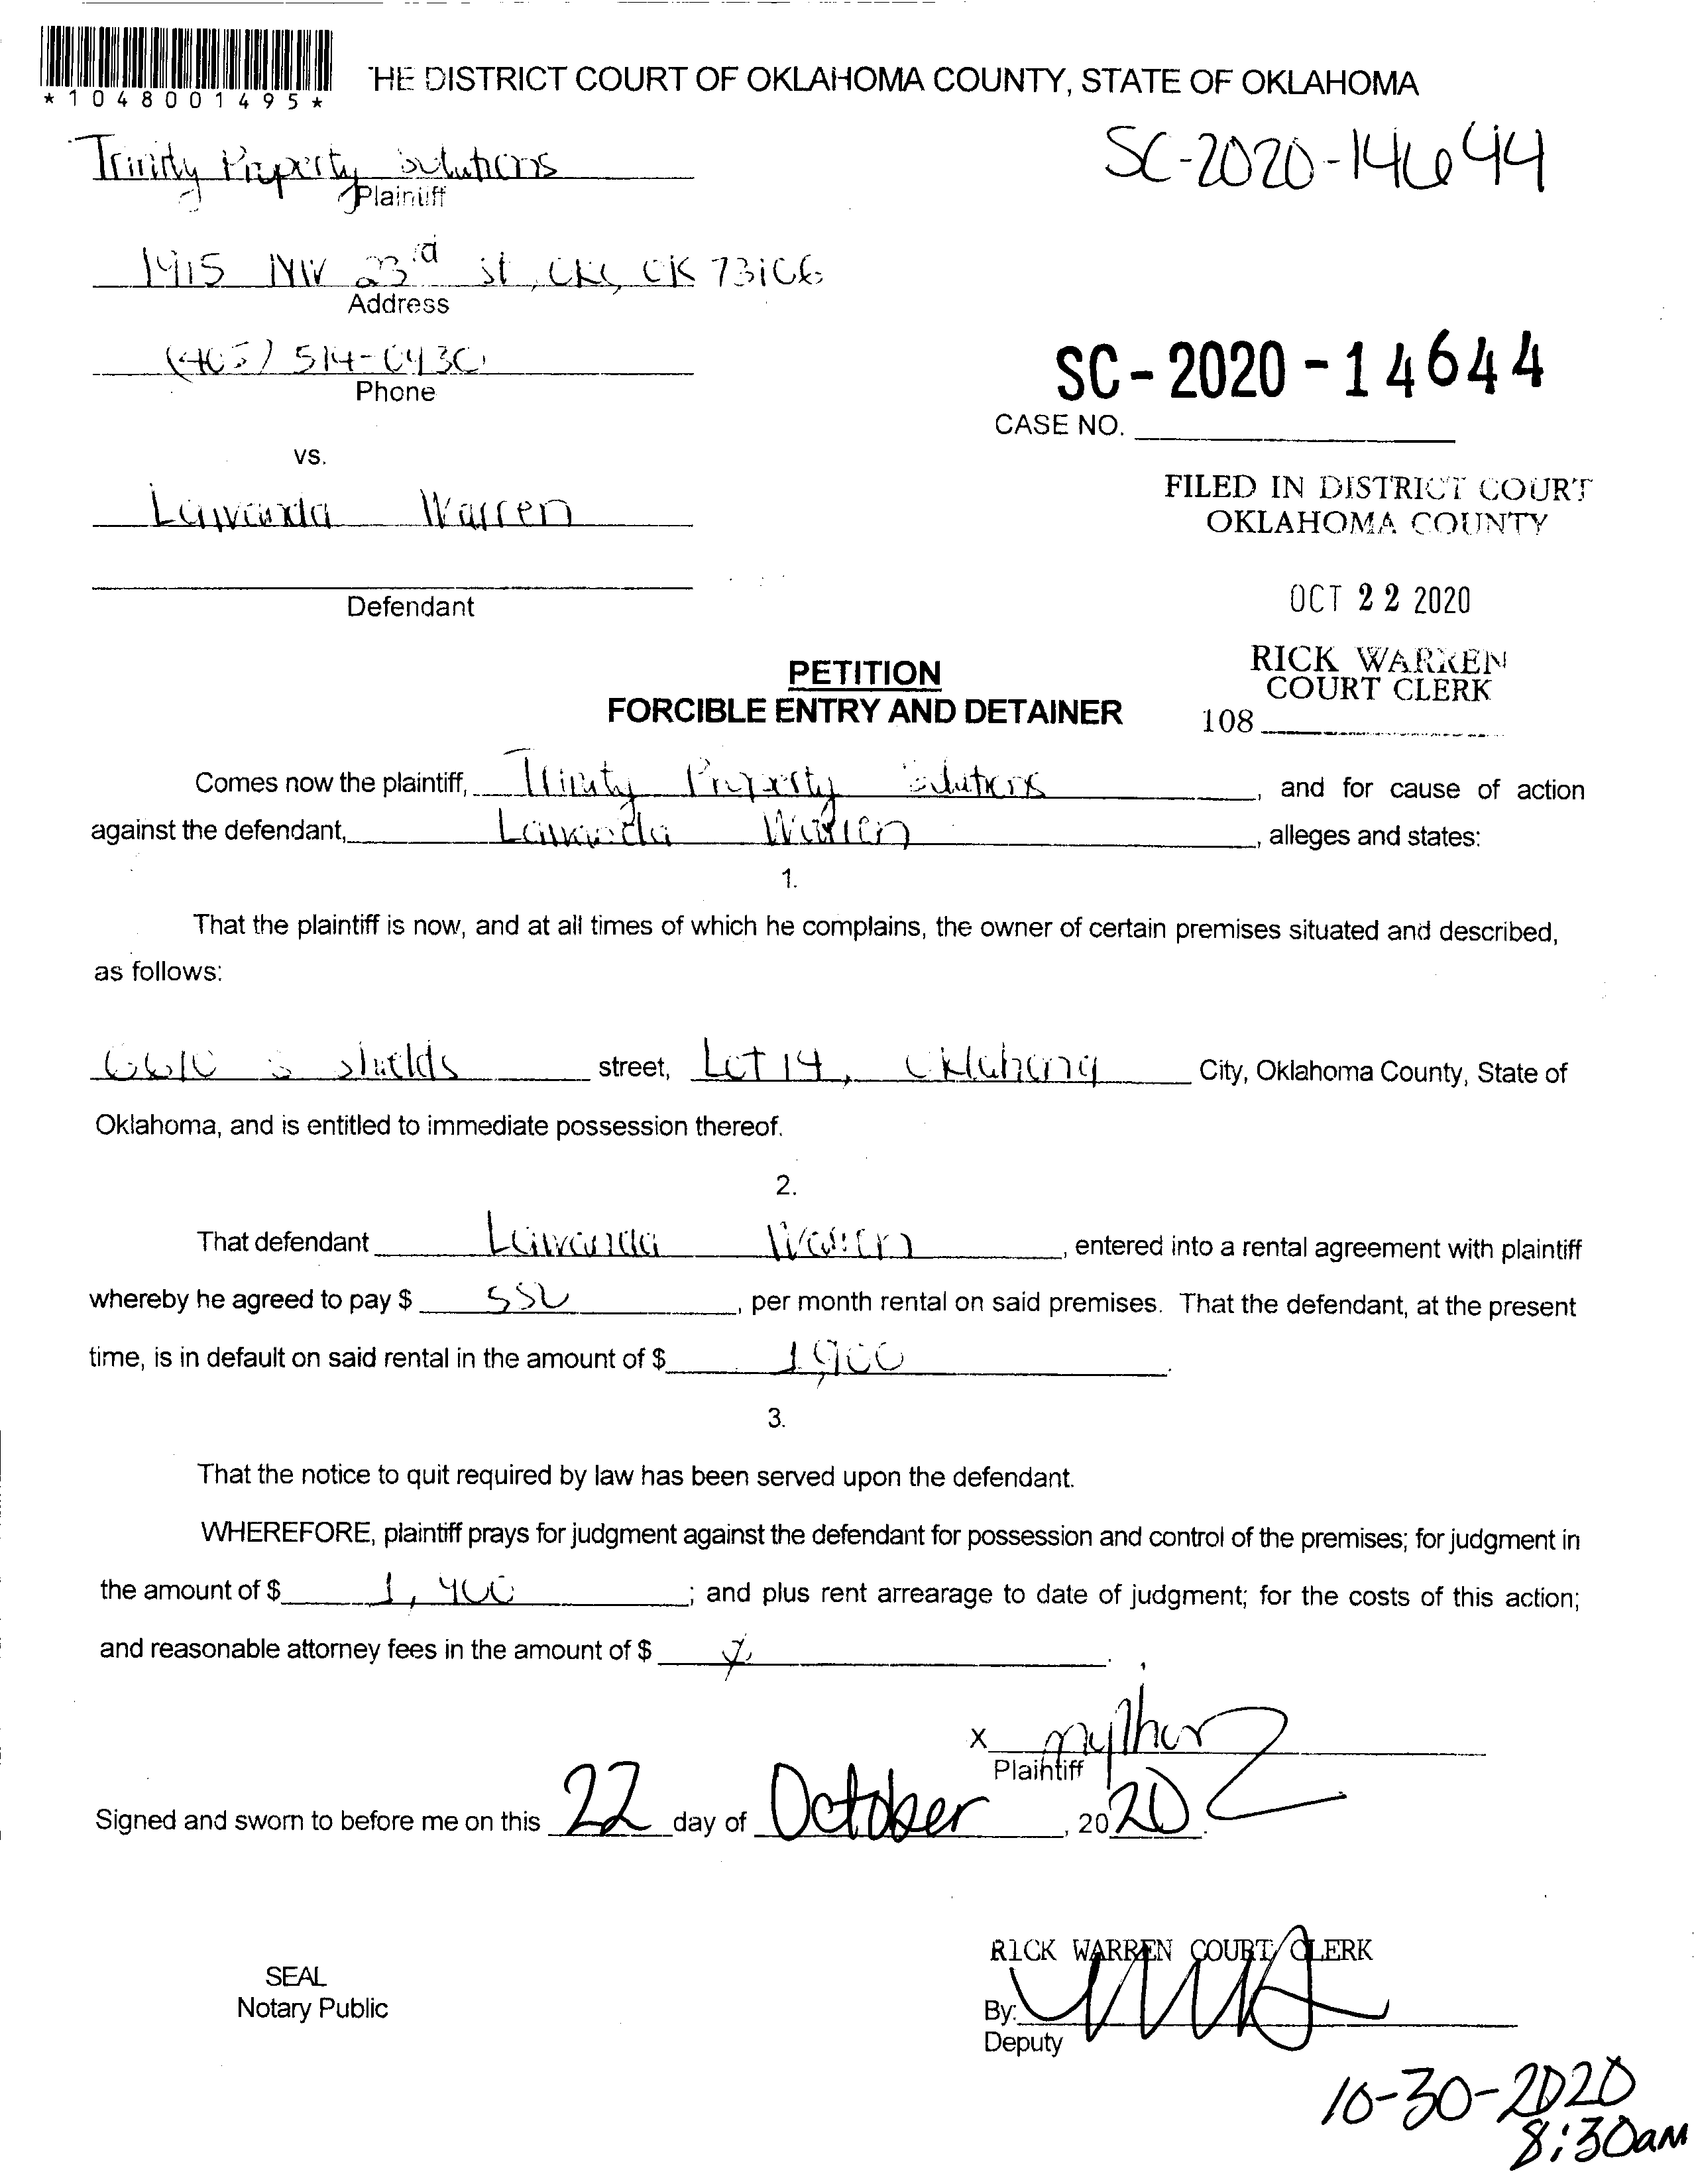 *1048001495*
HE DISTRICT COURT OF OKLAHOMA COUNTY, STATE OF OKLAHOMA
SC-2020-14644
Trinity Property Solutions
Plaintiff
1915 NW 23rd st, OKC, OK 73106
Address
(405) 514-0430
Phone
SC-2020-14644
CASE NO.
vs.
Lawanda Warren
Defendant
FILED IN DISTRICT COURT
OKLAHOMA COUNTY
OCT 22 2020
RICK WARREN
COURT CLERK
108
PETITION
FORCIBLE ENTRY AND DETAINER
Comes now the plaintiff, Trinity Property Solutions, and for cause of action
against the defendant, Lawanda Warren, alleges and states:
1.
That the plaintiff is now, and at all times of which he complains, the owner of certain premises situated and described,
as follows:
6610 S shields street, Lot 14, Oklahoma City, Oklahoma County, State of
Oklahoma, and is entitled to immediate possession thereof.
2.
That defendant Lawanda Warren, entered into a rental agreement with plaintiff
whereby he agreed to pay $ 550, per month rental on said premises. That the defendant, at the present
time, is in default on said rental in the amount of $ 1,900.
3.
That the notice to quit required by law has been served upon the defendant.
WHEREFORE, plaintiff prays for judgment against the defendant for possession and control of the premises; for judgment in
the amount of $ 1,900; and plus rent arrearage to date of judgment; for the costs of this action;
and reasonable attorney fees in the amount of $
X
Plaintiff
Signed and sworn to before me on this 22 day of October, 2020.
RICK WARREN COURT CLERK
SEAL
Notary Public
By:
Deputy
10-30-2020
8:30am